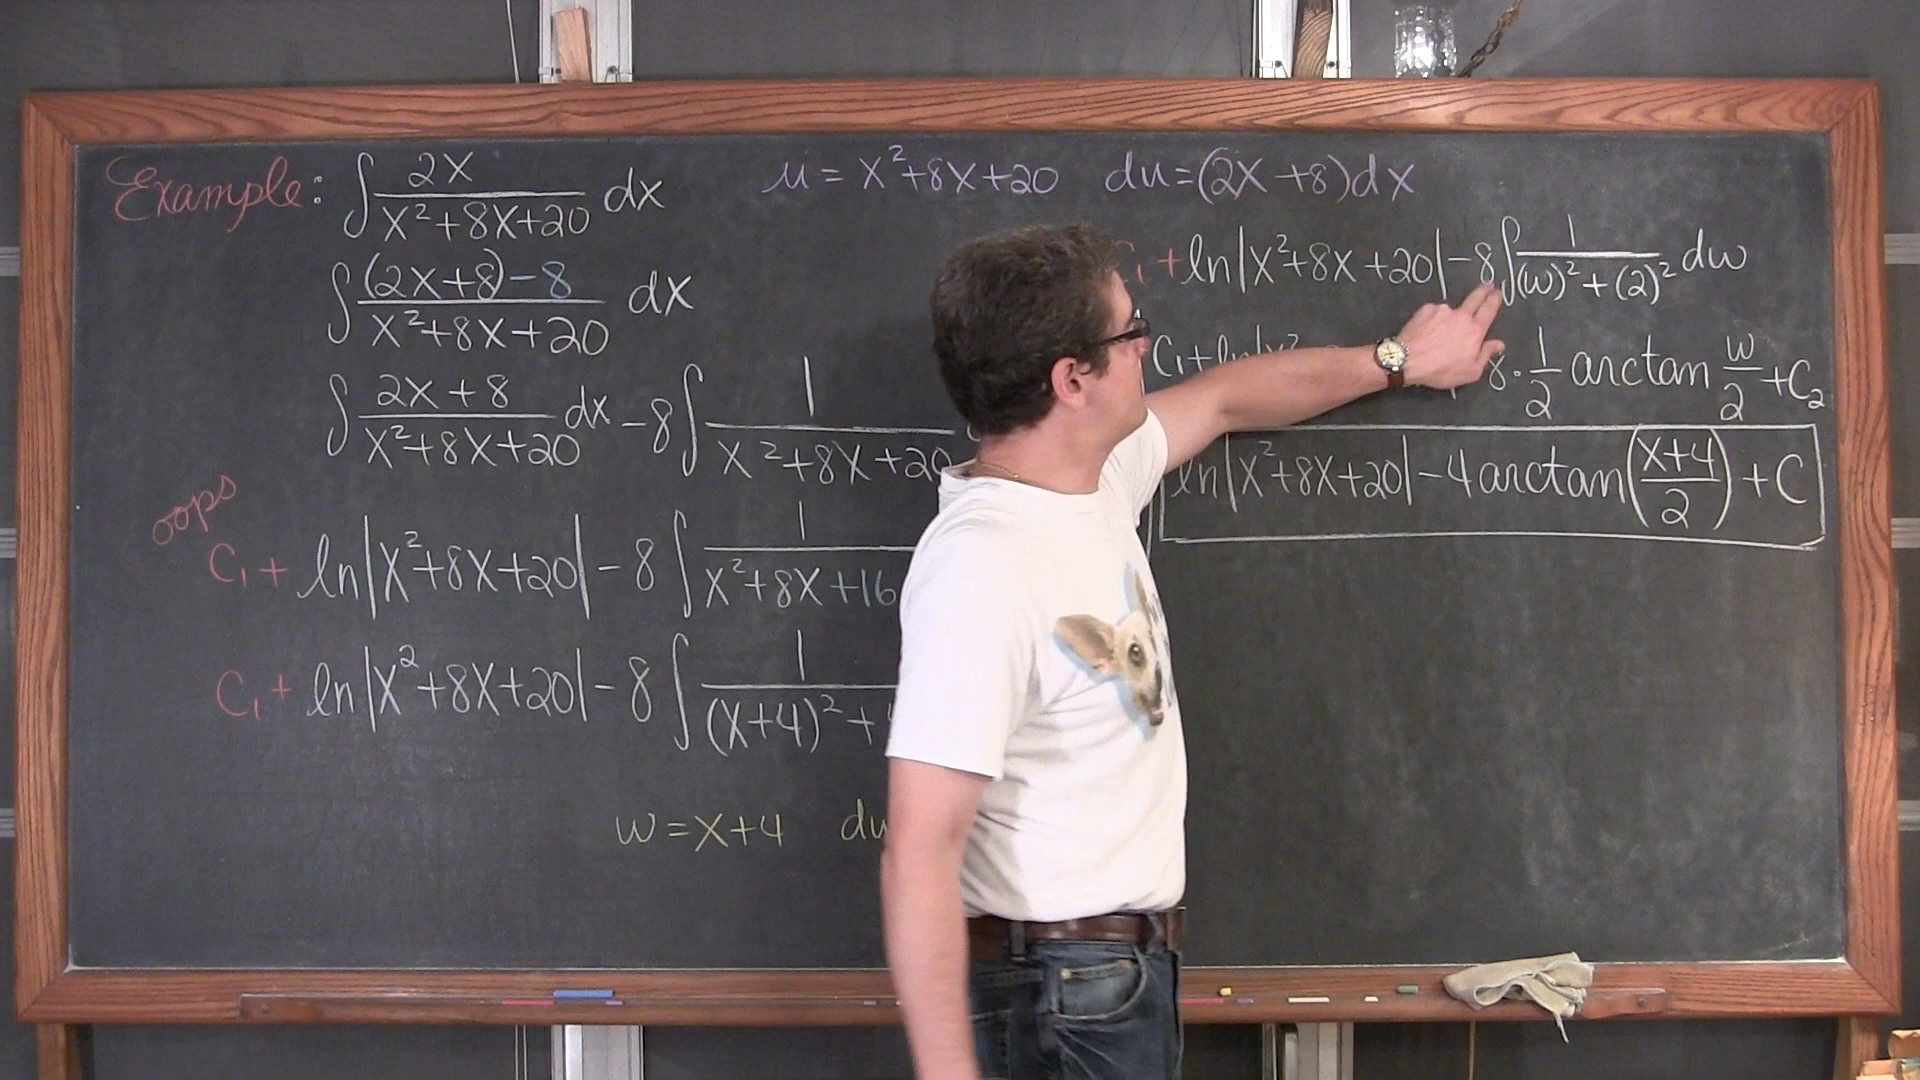 Example: ∫ 2x / (x²+8x+20) dx
∫ ((2x+8)-8) / (x²+8x+20) dx
∫ (2x+8) / (x²+8x+20) dx - 8 ∫ 1 / (x²+8x+20)
oops
C₁ + ln|x²+8x+20| - 8 ∫ 1 / (x²+8x+16
C₁ + ln|x²+8x+20| - 8 ∫ 1 / ((x+4)²+
w = x+4
u = x²+8x+20 du = (2x+8)dx
+ ln|x²+8x+20| - 8 ∫ 1 / ((w)²+(2)²) dw
C₁ + ln|x² 8 · 1/2 arctan w/2 + C₂
ln|x²+8x+20| - 4 arctan((x+4)/2) + C